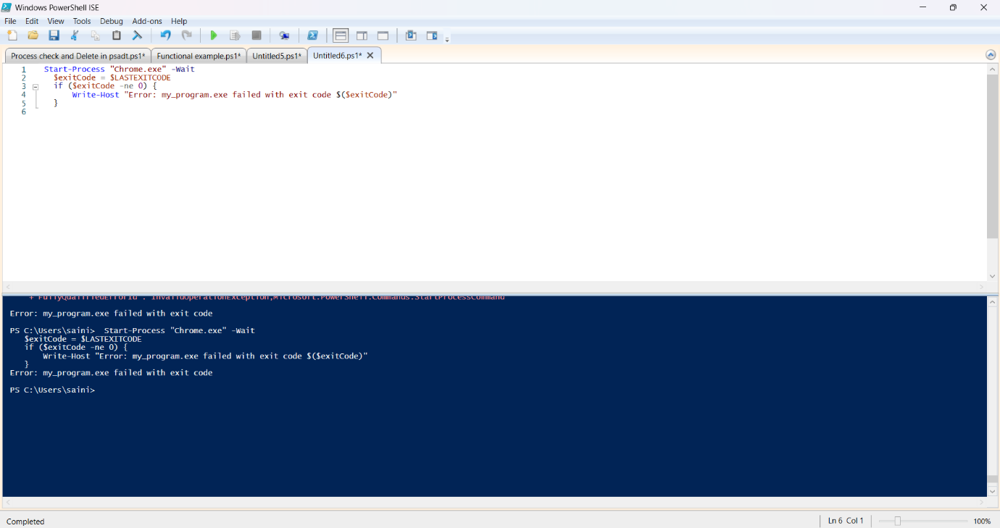 Windows PowerShell ISE
File Edit View Tools Debug Add-ons Help
Process check and Delete in psadt.ps1* Functional example.ps1* Untitled5.ps1* Untitled6.ps1*
1 Start-Process "Chrome.exe" -Wait
2 $exitCode = $LASTEXITCODE
3 if ($exitCode -ne 0) {
4 Write-Host "Error: my_program.exe failed with exit code $($exitCode)"
5 }
6
+ FullyQualifiedErrorId : InvalidOperationException,Microsoft.PowerShell.Commands.StartProcessCommand
Error: my_program.exe failed with exit code
PS C:\Users\saini> Start-Process "Chrome.exe" -Wait
$exitCode = $LASTEXITCODE
if ($exitCode -ne 0) {
Write-Host "Error: my_program.exe failed with exit code $($exitCode)"
}
Error: my_program.exe failed with exit code
PS C:\Users\saini>
Completed Ln 6 Col 1 100%